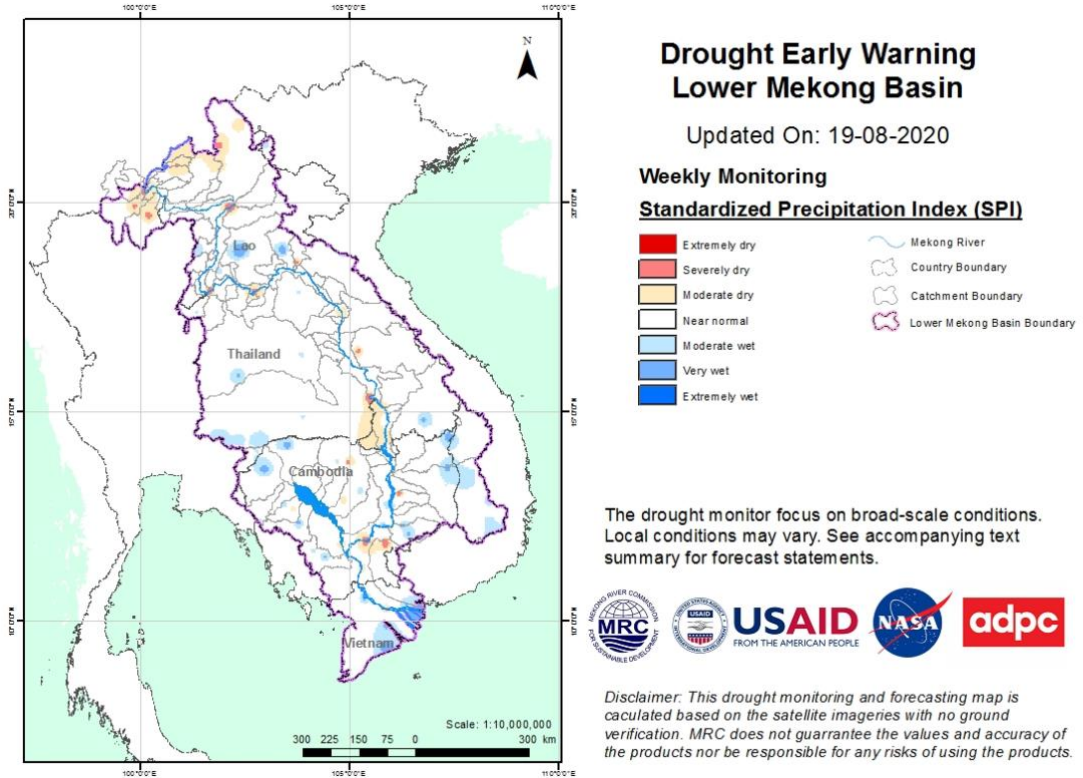 100°0'0"E
105°0'0"E
110°0'0"E
N
Lao
Thailand
Cambodia
Vietnam
Scale: 1:10,000,000
300 225 150 75 0 300 km
100°0'0"E
105°0'0"E
110°0'0"E
Drought Early Warning
Lower Mekong Basin
Updated On: 19-08-2020
Weekly Monitoring
Standardized Precipitation Index (SPI)
Extremely dry
Severely dry
Moderate dry
Near normal
Moderate wet
Very wet
Extremely wet
Mekong River
Country Boundary
Catchment Boundary
Lower Mekong Basin Boundary
The drought monitor focus on broad-scale conditions.
Local conditions may vary. See accompanying text
summary for forecast statements.
MEKONG RIVER COMMISSION
MRC
FOR SUSTAINABLE DEVELOPMENT
USAID
USAID
FROM THE AMERICAN PEOPLE
NASA
adpc
Disclaimer: This drought monitoring and forecasting map is
caculated based on the satellite imageries with no ground
verification. MRC does not guarrantee the values and accuracy of
the products nor be responsible for any risks of using the products.